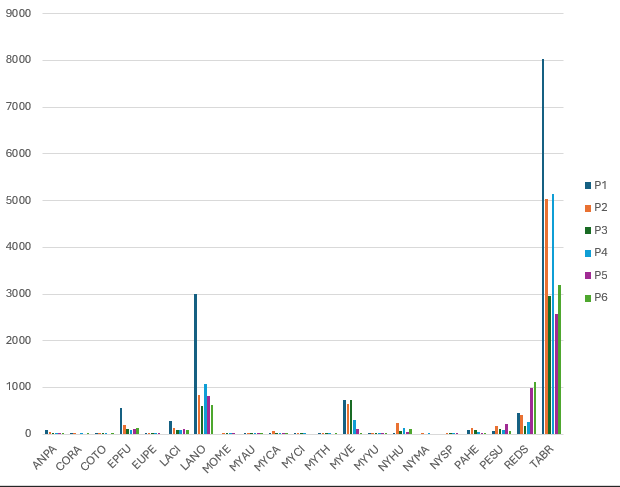 9000
8000
7000
6000
5000
4000
3000
2000
1000
0
P1
P2
P3
P4
P5
P6
ANPA
CORA
COTO
EPFU
EUPE
LACI
LANO
MOME
MYAU
MYCA
MYCI
MYTH
MYVE
MYYU
NYHU
NYMA
NYSP
PAHE
PESU
REDS
TABR